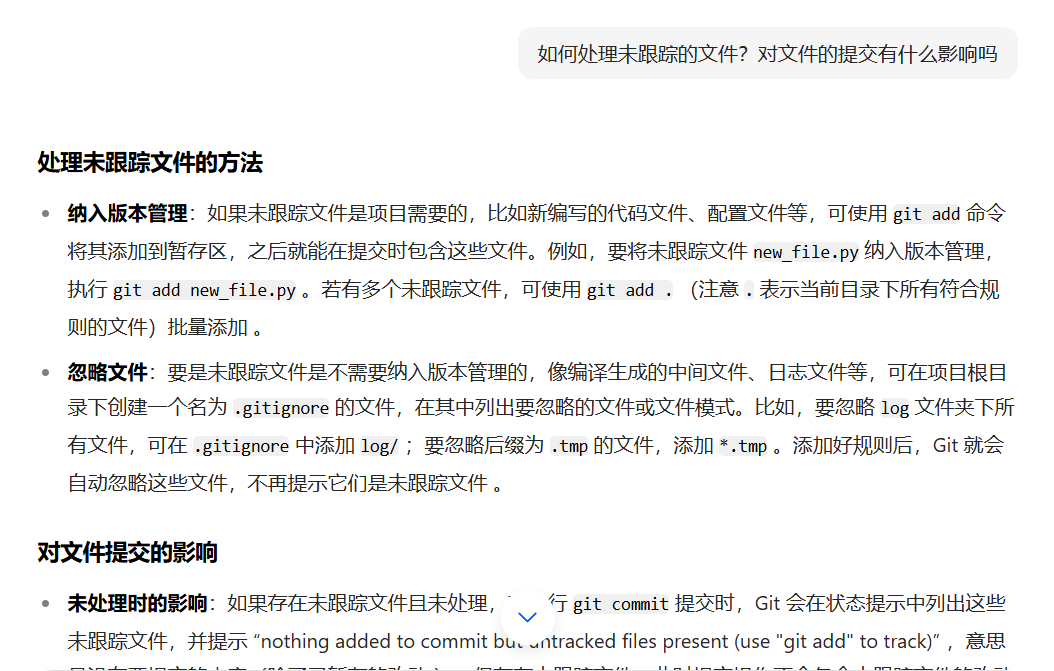 如何处理未跟踪的文件？对文件的提交有什么影响吗
处理未跟踪文件的方法
• 纳入版本管理：如果未跟踪文件是项目需要的，比如新编写的代码文件、配置文件等，可使用 git add 命令
将其添加到暂存区，之后就能在提交时包含这些文件。例如，要将未跟踪文件 new_file.py 纳入版本管理，
执行 git add new_file.py 。若有多个未跟踪文件，可使用 git add . （注意 . 表示当前目录下所有符合规
则的文件）批量添加 。
• 忽略文件：要是未跟踪文件是不需要纳入版本管理的，像编译生成的中间文件、日志文件等，可在项目根目
录下创建一个名为 .gitignore 的文件，在其中列出要忽略的文件或文件模式。比如，要忽略 log 文件夹下所
有文件，可在 .gitignore 中添加 log/ ；要忽略后缀为 .tmp 的文件，添加 *.tmp 。添加好规则后，Git 就会
自动忽略这些文件，不再提示它们是未跟踪文件 。
对文件提交的影响
• 未处理时的影响：如果存在未跟踪文件且未处理， 行 git commit 提交时，Git 会在状态提示中列出这些
未跟踪文件，并提示 “nothing added to commit but untracked files present (use "git add" to track)” ，意思